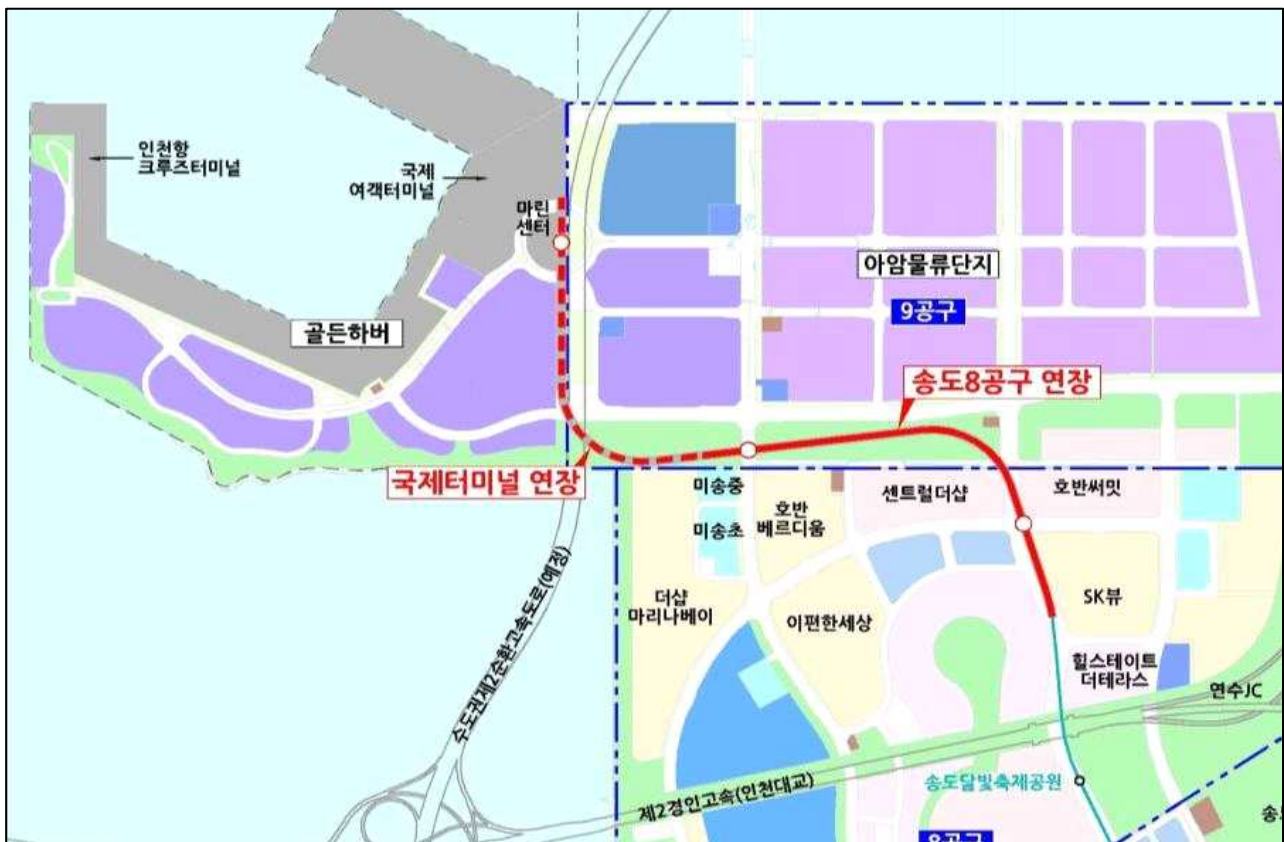 인천항
크루즈터미널
국제
여객터미널
마린
센터
아암물류단지
9공구
골든하버
송도8공구 연장
국제터미널 연장
미송중
미송초
호반
베르디움
센트럴더샵
호반써밋
더샵
마리나베이
이편한세상
SK뷰
힐스테이트
더테라스
연수JC
수도권제2순환고속도로(예정)
제2경인고속(인천대교)
송도달빛축제공원
8공구